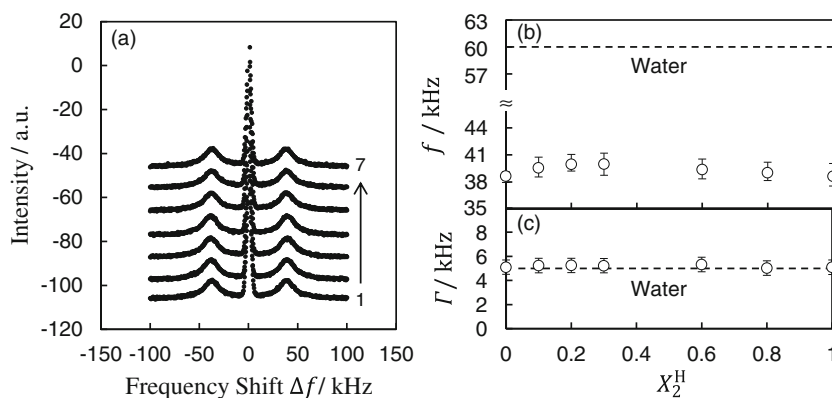 (a)
20
0
-20
-40
-60
-80
-100
-120
Intensity / a.u.
7
1
-150 -100 -50 0 50 100 150
Frequency Shift Δf / kHz
(b)
63
60
57
≈
41
38
35
f / kHz
Water
(c)
8
6
4
2
0
Γ / kHz
Water
0 0.2 0.4 0.6 0.8 1
X₂ᴴ